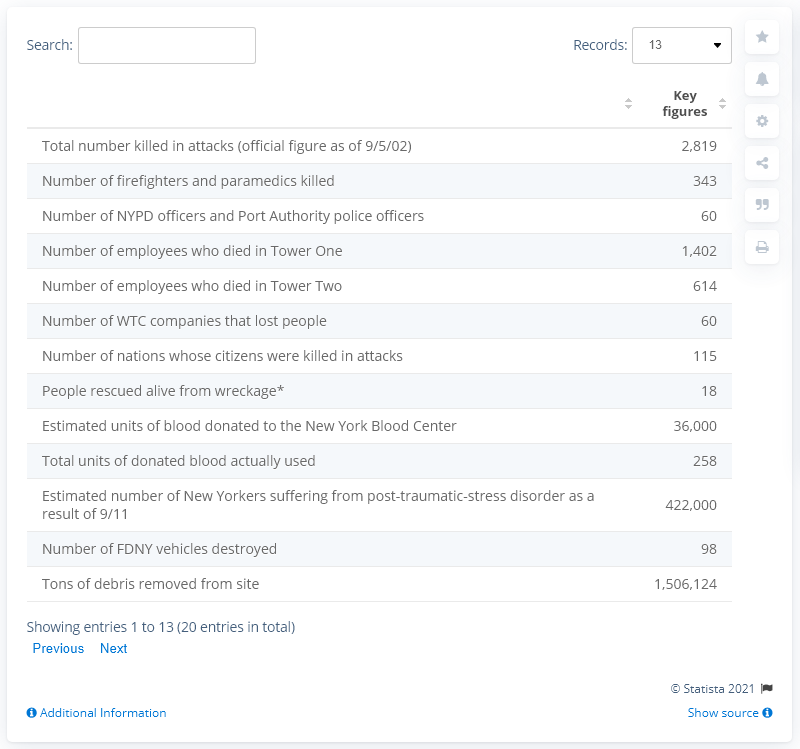 Search:
Records: 13
Key
figures
Total number killed in attacks (official figure as of 9/5/02) 2,819
Number of firefighters and paramedics killed 343
Number of NYPD officers and Port Authority police officers 60
Number of employees who died in Tower One 1,402
Number of employees who died in Tower Two 614
Number of WTC companies that lost people 60
Number of nations whose citizens were killed in attacks 115
People rescued alive from wreckage* 18
Estimated units of blood donated to the New York Blood Center 36,000
Total units of donated blood actually used 258
Estimated number of New Yorkers suffering from post-traumatic-stress disorder as a
result of 9/11 422,000
Number of FDNY vehicles destroyed 98
Tons of debris removed from site 1,506,124
Showing entries 1 to 13 (20 entries in total)
Previous Next
© Statista 2021
Additional Information
Show source